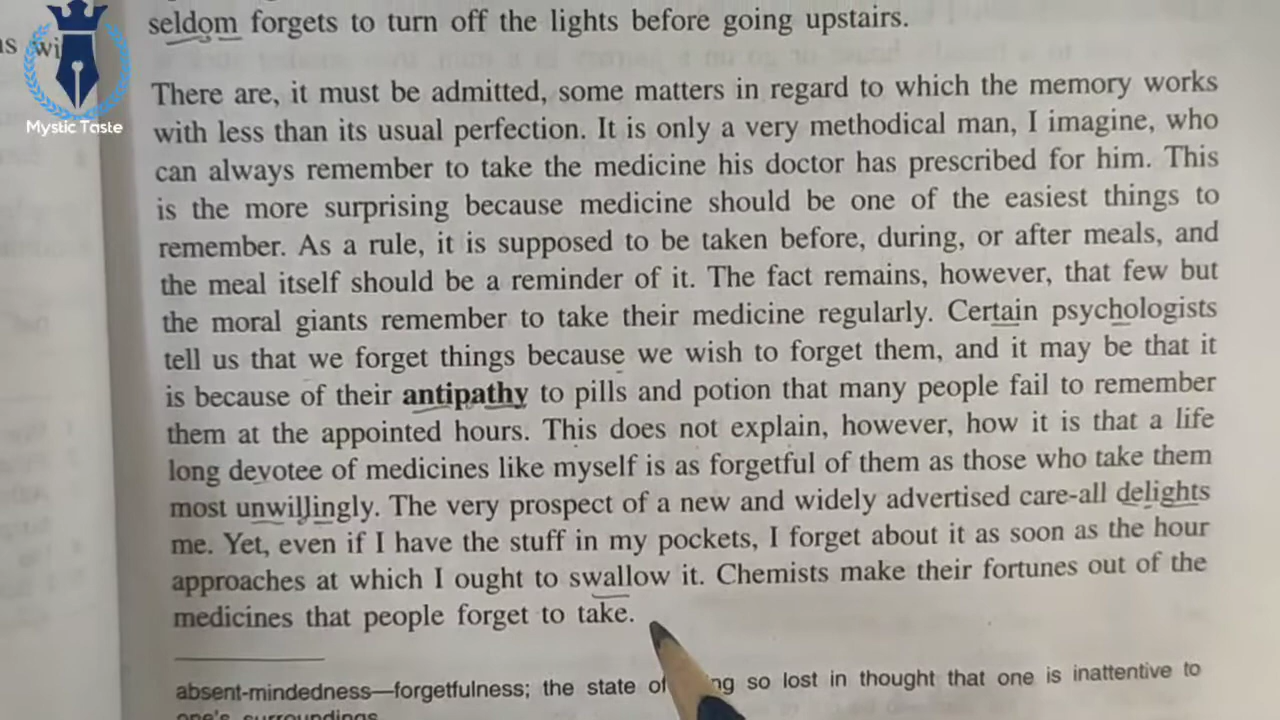 seldom forgets to turn off the lights before going upstairs.
Mystic Taste
There are, it must be admitted, some matters in regard to which the memory works
with less than its usual perfection. It is only a very methodical man, I imagine, who
can always remember to take the medicine his doctor has prescribed for him. This
is the more surprising because medicine should be one of the easiest things to
remember. As a rule, it is supposed to be taken before, during, or after meals, and
the meal itself should be a reminder of it. The fact remains, however, that few but
the moral giants remember to take their medicine regularly. Certain psychologists
tell us that we forget things because we wish to forget them, and it may be that it
is because of their antipathy to pills and potion that many people fail to remember
them at the appointed hours. This does not explain, however, how it is that a life
long devotee of medicines like myself is as forgetful of them as those who take them
most unwillingly. The very prospect of a new and widely advertised care-all delights
me. Yet, even if I have the stuff in my pockets, I forget about it as soon as the hour
approaches at which I ought to swallow it. Chemists make their fortunes out of the
medicines that people forget to take.
absent-mindedness—forgetfulness; the state of so lost in thought that one is inattentive to
one's surroundings